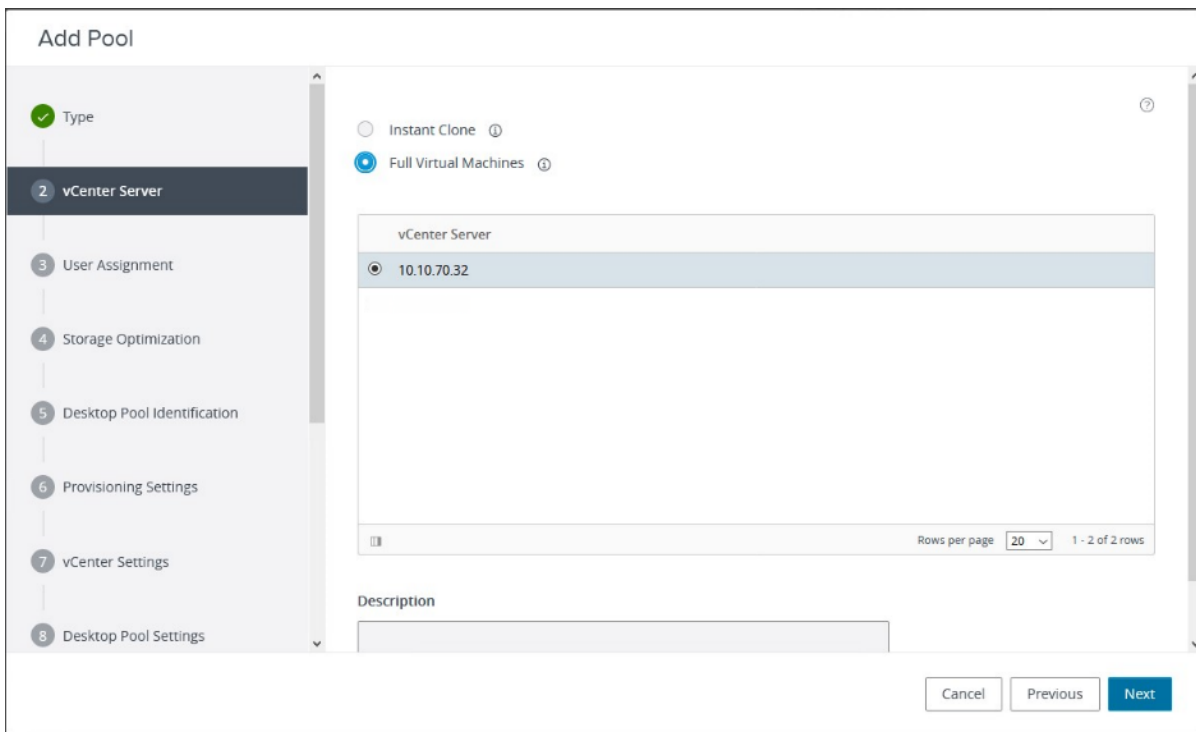 Add Pool
Type
2 vCenter Server
3 User Assignment
4 Storage Optimization
5 Desktop Pool Identification
6 Provisioning Settings
7 vCenter Settings
8 Desktop Pool Settings
Instant Clone
Full Virtual Machines
vCenter Server
10.10.70.32
Rows per page 20 1 - 2 of 2 rows
Description
Cancel Previous Next